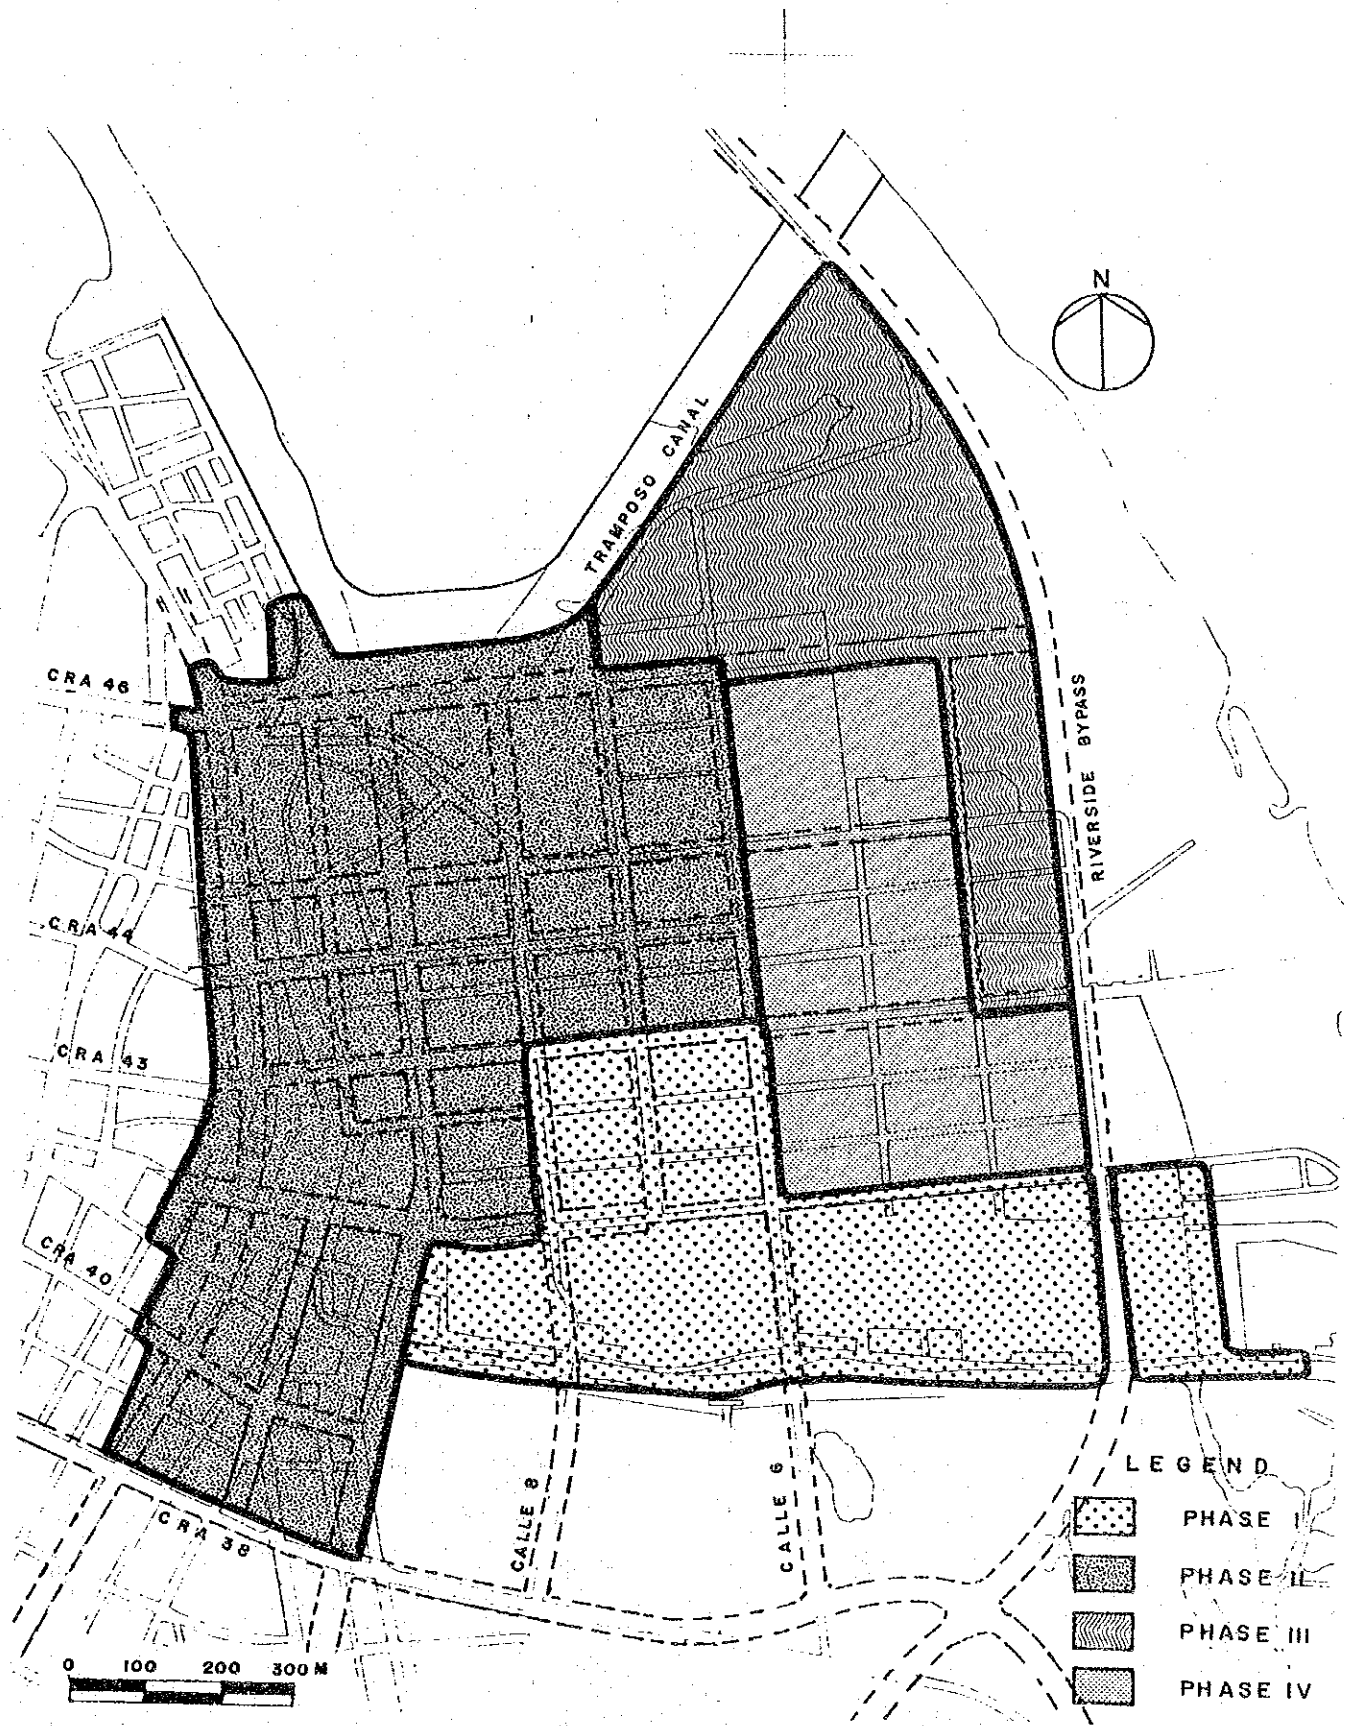 N
TRAMPOSO CANAL
CRA 46
RIVERSIDE BYPASS
CRA 44
CRA 43
CRA 40
CRA 38
CALLE 8
CALLE 6
LEGEND
PHASE I
PHASE II
PHASE III
PHASE IV
0 100 200 300 M